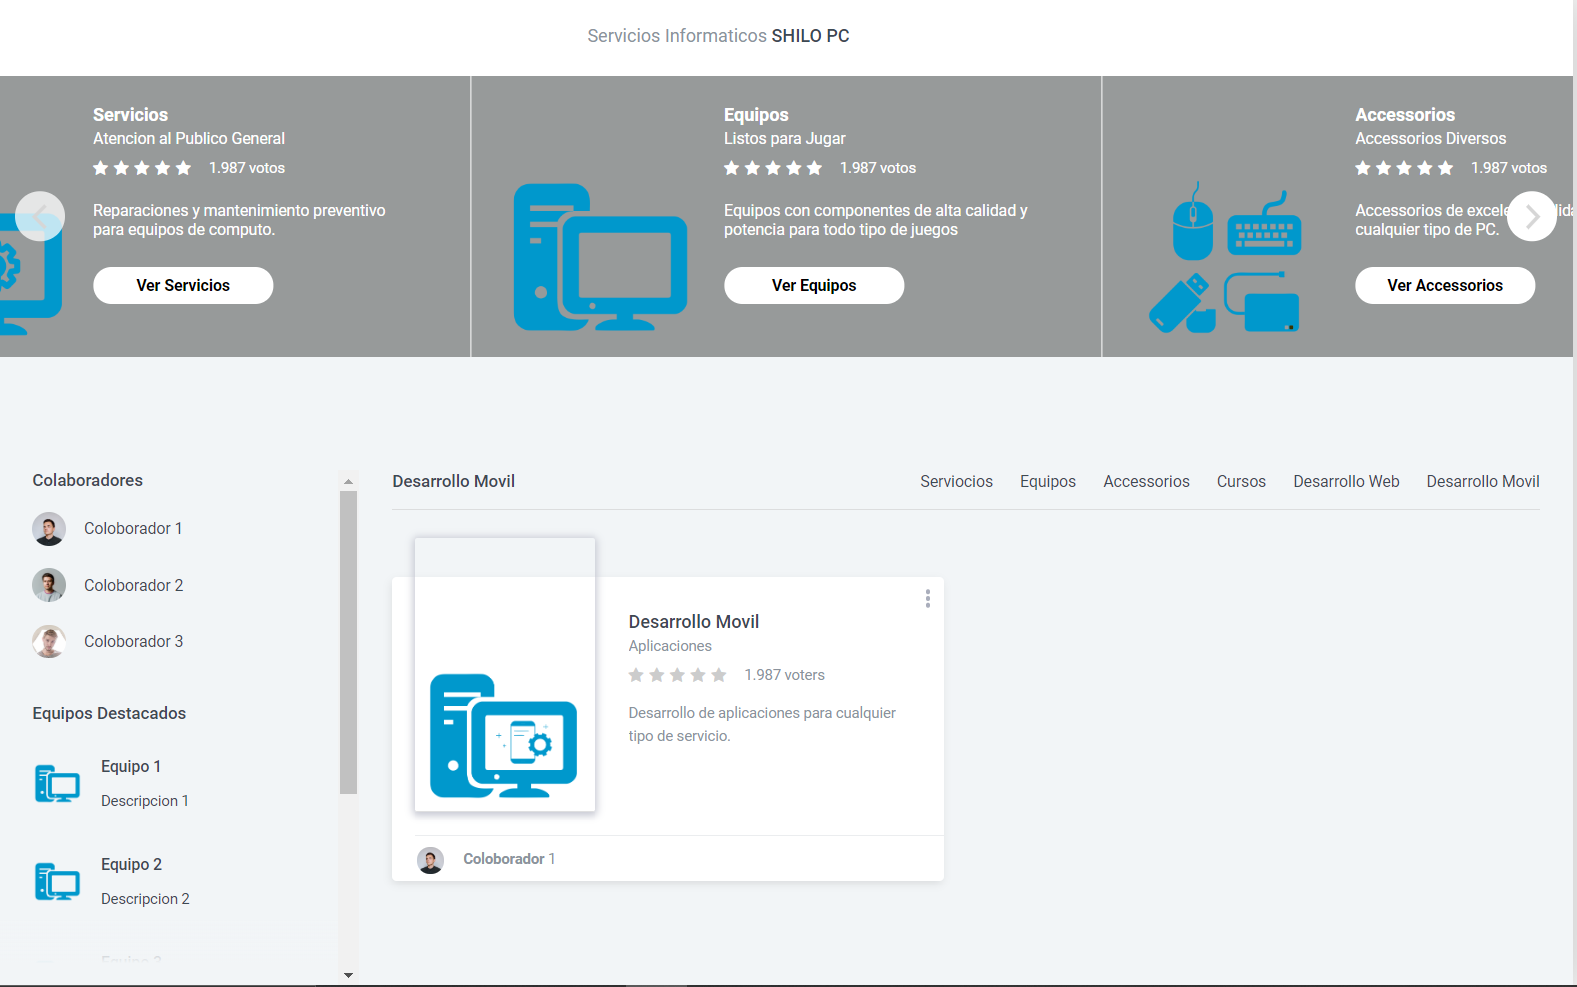 Servicios Informaticos SHILO PC
Servicios
Atencion al Publico General
1.987 votos
Reparaciones y mantenimiento preventivo
para equipos de computo.
Ver Servicios
Equipos
Listos para Jugar
1.987 votos
Equipos con componentes de alta calidad y
potencia para todo tipo de juegos
Ver Equipos
Accessorios
Accessorios Diversos
1.987 votos
Accessorios de
cualquier tipo de PC.
Ver Accessorios
Colaboradores
Coloborador 1
Coloborador 2
Coloborador 3
Equipos Destacados
Equipo 1
Descripcion 1
Equipo 2
Descripcion 2
Desarrollo Movil
Serviocios Equipos Accessorios Cursos Desarrollo Web Desarrollo Movil
Desarrollo Movil
Aplicaciones
1.987 voters
Desarrollo de aplicaciones para cualquier
tipo de servicio.
Coloborador 1